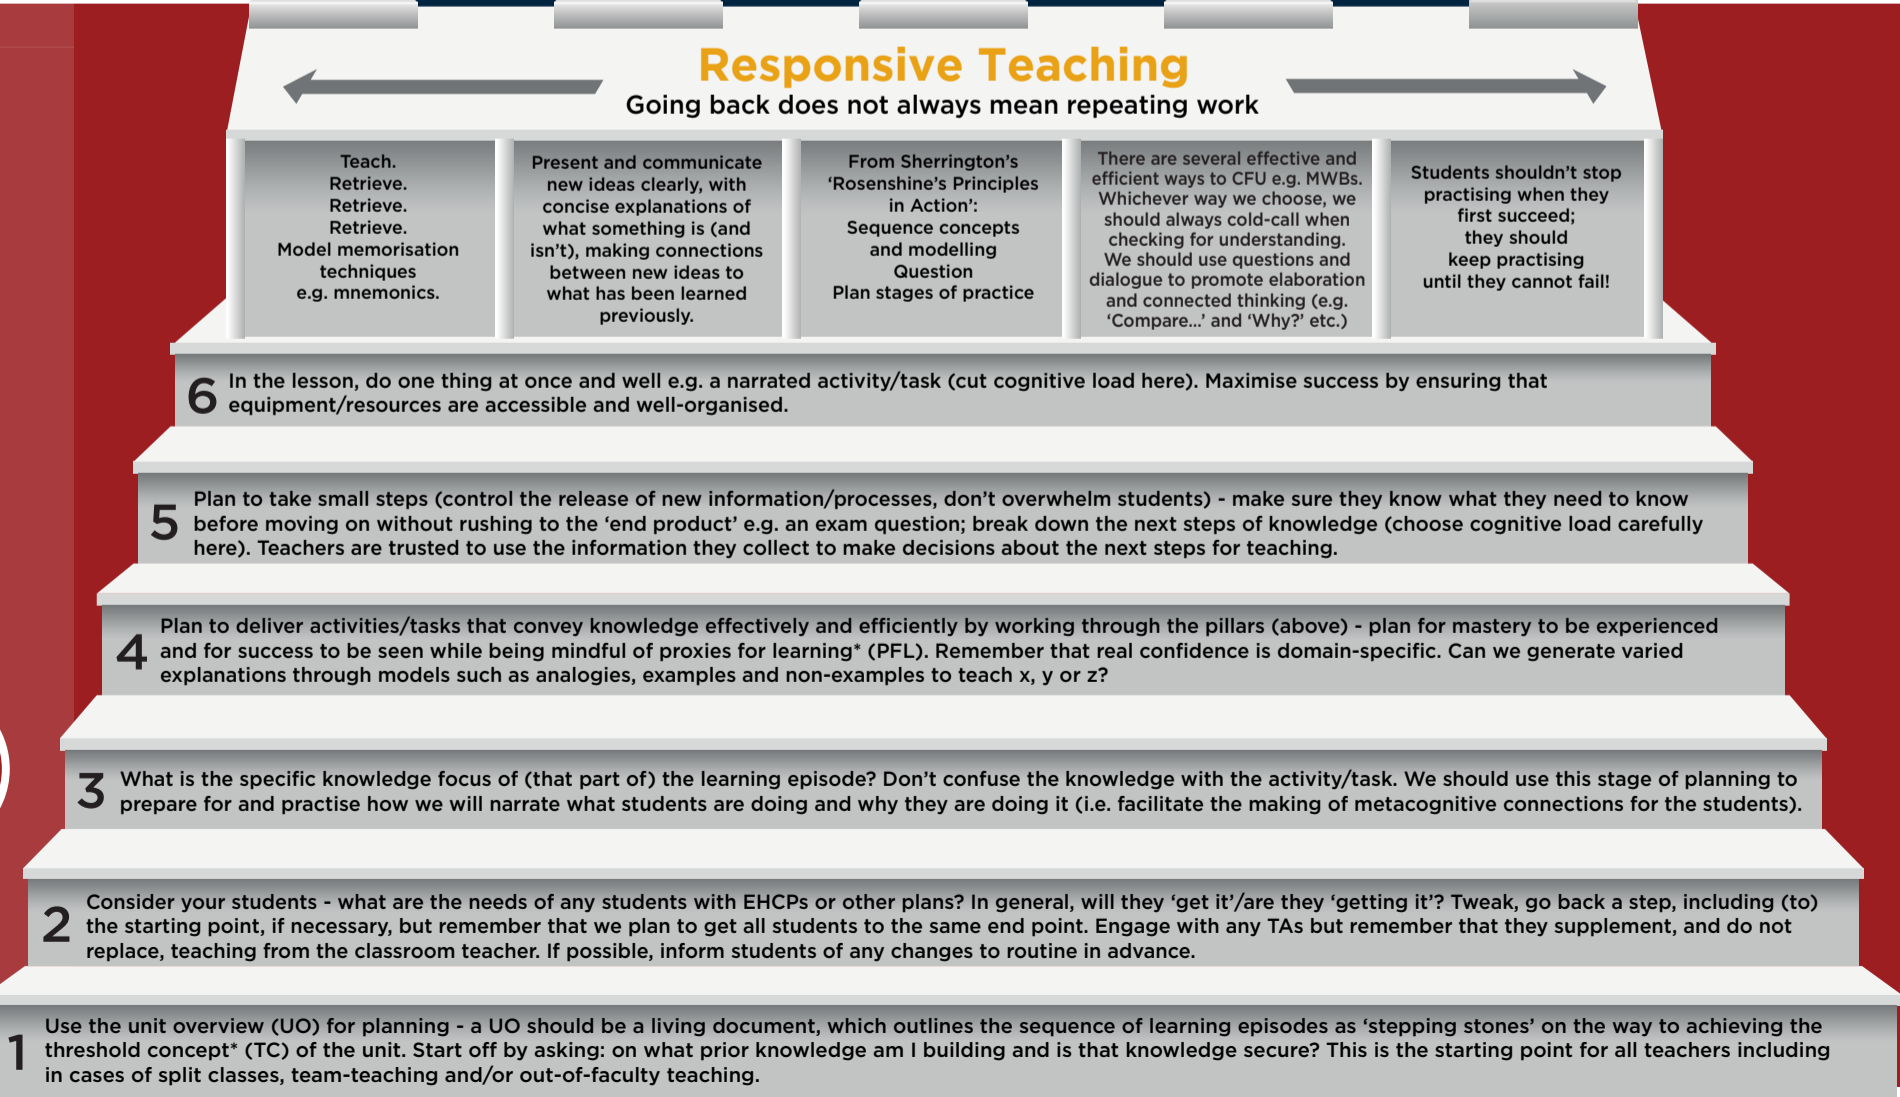 Responsive Teaching
Going back does not always mean repeating work
Teach.
Retrieve.
Retrieve.
Retrieve.
Model memorisation
techniques
e.g. mnemonics.
Present and communicate
new ideas clearly, with
concise explanations of
what something is (and
isn’t), making connections
between new ideas to
what has been learned
previously.
From Sherrington’s
‘Rosenshine’s Principles
in Action’:
Sequence concepts
and modelling
Question
Plan stages of practice
There are several effective and
efficient ways to CFU e.g. MWBs.
Whichever way we choose, we
should always cold-call when
checking for understanding.
We should use questions and
dialogue to promote elaboration
and connected thinking (e.g.
‘Compare...’ and ‘Why?’ etc.)
Students shouldn’t stop
practising when they
first succeed;
they should
keep practising
until they cannot fail!
6 In the lesson, do one thing at once and well e.g. a narrated activity/task (cut cognitive load here). Maximise success by ensuring that
equipment/resources are accessible and well-organised.
5 Plan to take small steps (control the release of new information/processes, don’t overwhelm students) - make sure they know what they need to know
before moving on without rushing to the ‘end product’ e.g. an exam question; break down the next steps of knowledge (choose cognitive load carefully
here). Teachers are trusted to use the information they collect to make decisions about the next steps for teaching.
4 Plan to deliver activities/tasks that convey knowledge effectively and efficiently by working through the pillars (above) - plan for mastery to be experienced
and for success to be seen while being mindful of proxies for learning* (PFL). Remember that real confidence is domain-specific. Can we generate varied
explanations through models such as analogies, examples and non-examples to teach x, y or z?
3 What is the specific knowledge focus of (that part of) the learning episode? Don’t confuse the knowledge with the activity/task. We should use this stage of planning to
prepare for and practise how we will narrate what students are doing and why they are doing it (i.e. facilitate the making of metacognitive connections for the students).
2 Consider your students - what are the needs of any students with EHCPs or other plans? In general, will they ‘get it’/are they ‘getting it’? Tweak, go back a step, including (to)
the starting point, if necessary, but remember that we plan to get all students to the same end point. Engage with any TAs but remember that they supplement, and do not
replace, teaching from the classroom teacher. If possible, inform students of any changes to routine in advance.
1 Use the unit overview (UO) for planning - a UO should be a living document, which outlines the sequence of learning episodes as ‘stepping stones’ on the way to achieving the
threshold concept* (TC) of the unit. Start off by asking: on what prior knowledge am I building and is that knowledge secure? This is the starting point for all teachers including
in cases of split classes, team-teaching and/or out-of-faculty teaching.